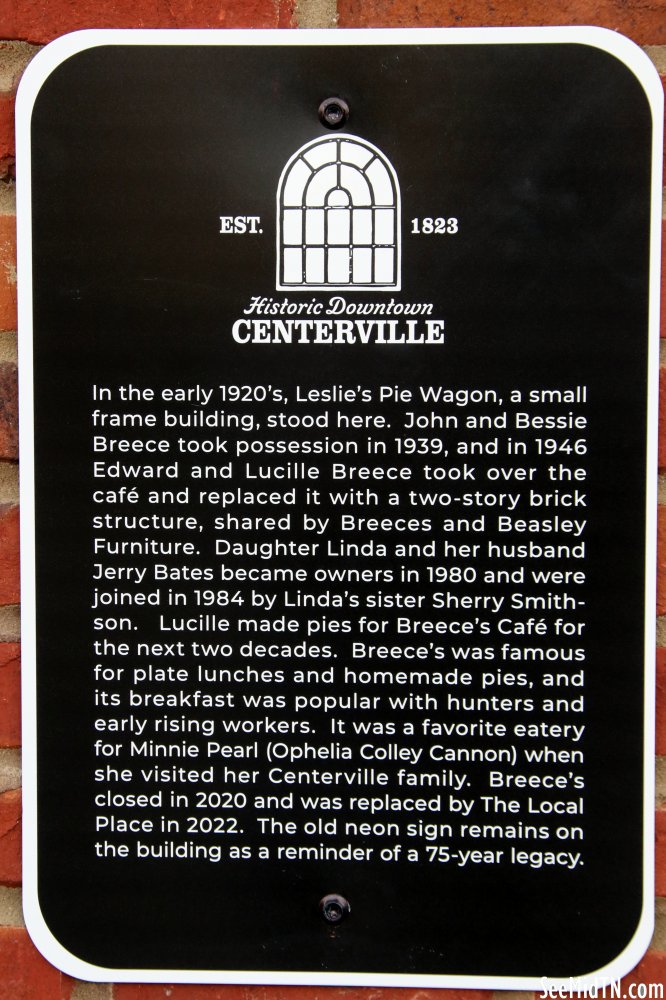 EST. 1823
Historic Downtown
CENTERVILLE
In the early 1920's, Leslie's Pie Wagon, a small
frame building, stood here. John and Bessie
Breece took possession in 1939, and in 1946
Edward and Lucille Breece took over the
café and replaced it with a two-story brick
structure, shared by Breeces and Beasley
Furniture. Daughter Linda and her husband
Jerry Bates became owners in 1980 and were
joined in 1984 by Linda's sister Sherry Smith-
son. Lucille made pies for Breece's Café for
the next two decades. Breece's was famous
for plate lunches and homemade pies, and
its breakfast was popular with hunters and
early rising workers. It was a favorite eatery
for Minnie Pearl (Ophelia Colley Cannon) when
she visited her Centerville family. Breece's
closed in 2020 and was replaced by The Local
Place in 2022. The old neon sign remains on
the building as a reminder of a 75-year legacy.
SeeMidTN.com